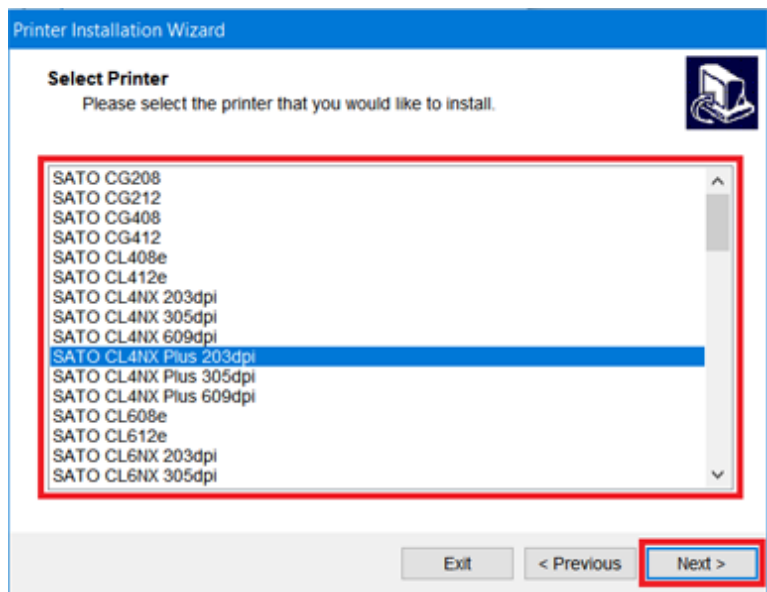 Printer Installation Wizard
Select Printer
Please select the printer that you would like to install.
SATO CG208
SATO CG212
SATO CG408
SATO CG412
SATO CL408e
SATO CL412e
SATO CL4NX 203dpi
SATO CL4NX 305dpi
SATO CL4NX 609dpi
SATO CL4NX Plus 203dpi
SATO CL4NX Plus 305dpi
SATO CL4NX Plus 609dpi
SATO CL608e
SATO CL612e
SATO CL6NX 203dpi
SATO CL6NX 305dpi
Exit
< Previous
Next >